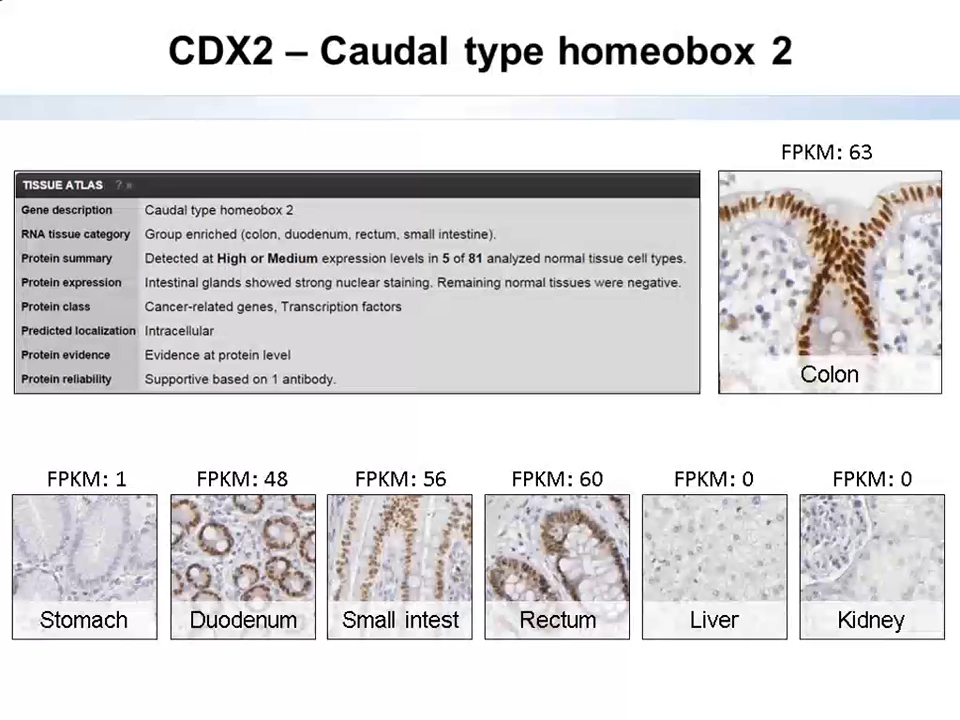 CDX2 – Caudal type homeobox 2
FPKM: 63
TISSUE ATLAS ? »
Gene description Caudal type homeobox 2
RNA tissue category Group enriched (colon, duodenum, rectum, small intestine).
Protein summary Detected at High or Medium expression levels in 5 of 81 analyzed normal tissue cell types.
Protein expression Intestinal glands showed strong nuclear staining. Remaining normal tissues were negative.
Protein class Cancer-related genes, Transcription factors
Predicted localization Intracellular
Protein evidence Evidence at protein level
Protein reliability Supportive based on 1 antibody.
Colon
FPKM: 1 FPKM: 48 FPKM: 56 FPKM: 60 FPKM: 0 FPKM: 0
Stomach Duodenum Small intest Rectum Liver Kidney